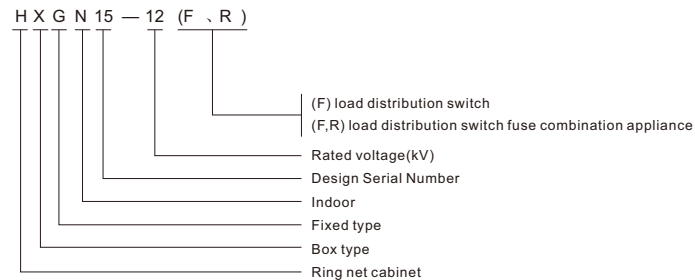 H X G N 15 — 12 (F 、R )
(F) load distribution switch
(F,R) load distribution switch fuse combination appliance
Rated voltage(kV)
Design Serial Number
Indoor
Fixed type
Box type
Ring net cabinet